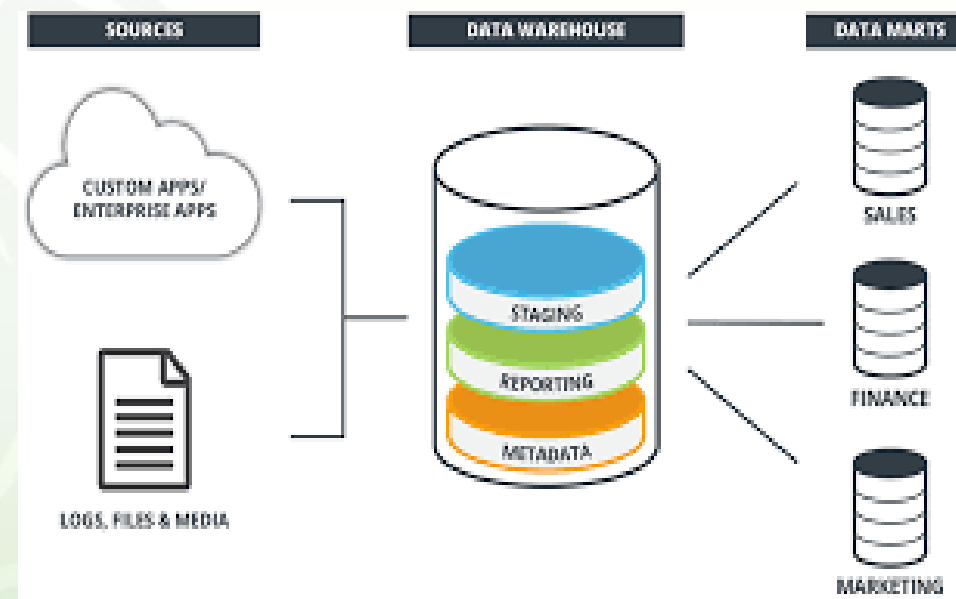 SOURCES
DATA WAREHOUSE
DATA MARTS
CUSTOM APPS/
ENTERPRISE APPS
LOGS, FILES & MEDIA
STAGING
REPORTING
METADATA
SALES
FINANCE
MARKETING